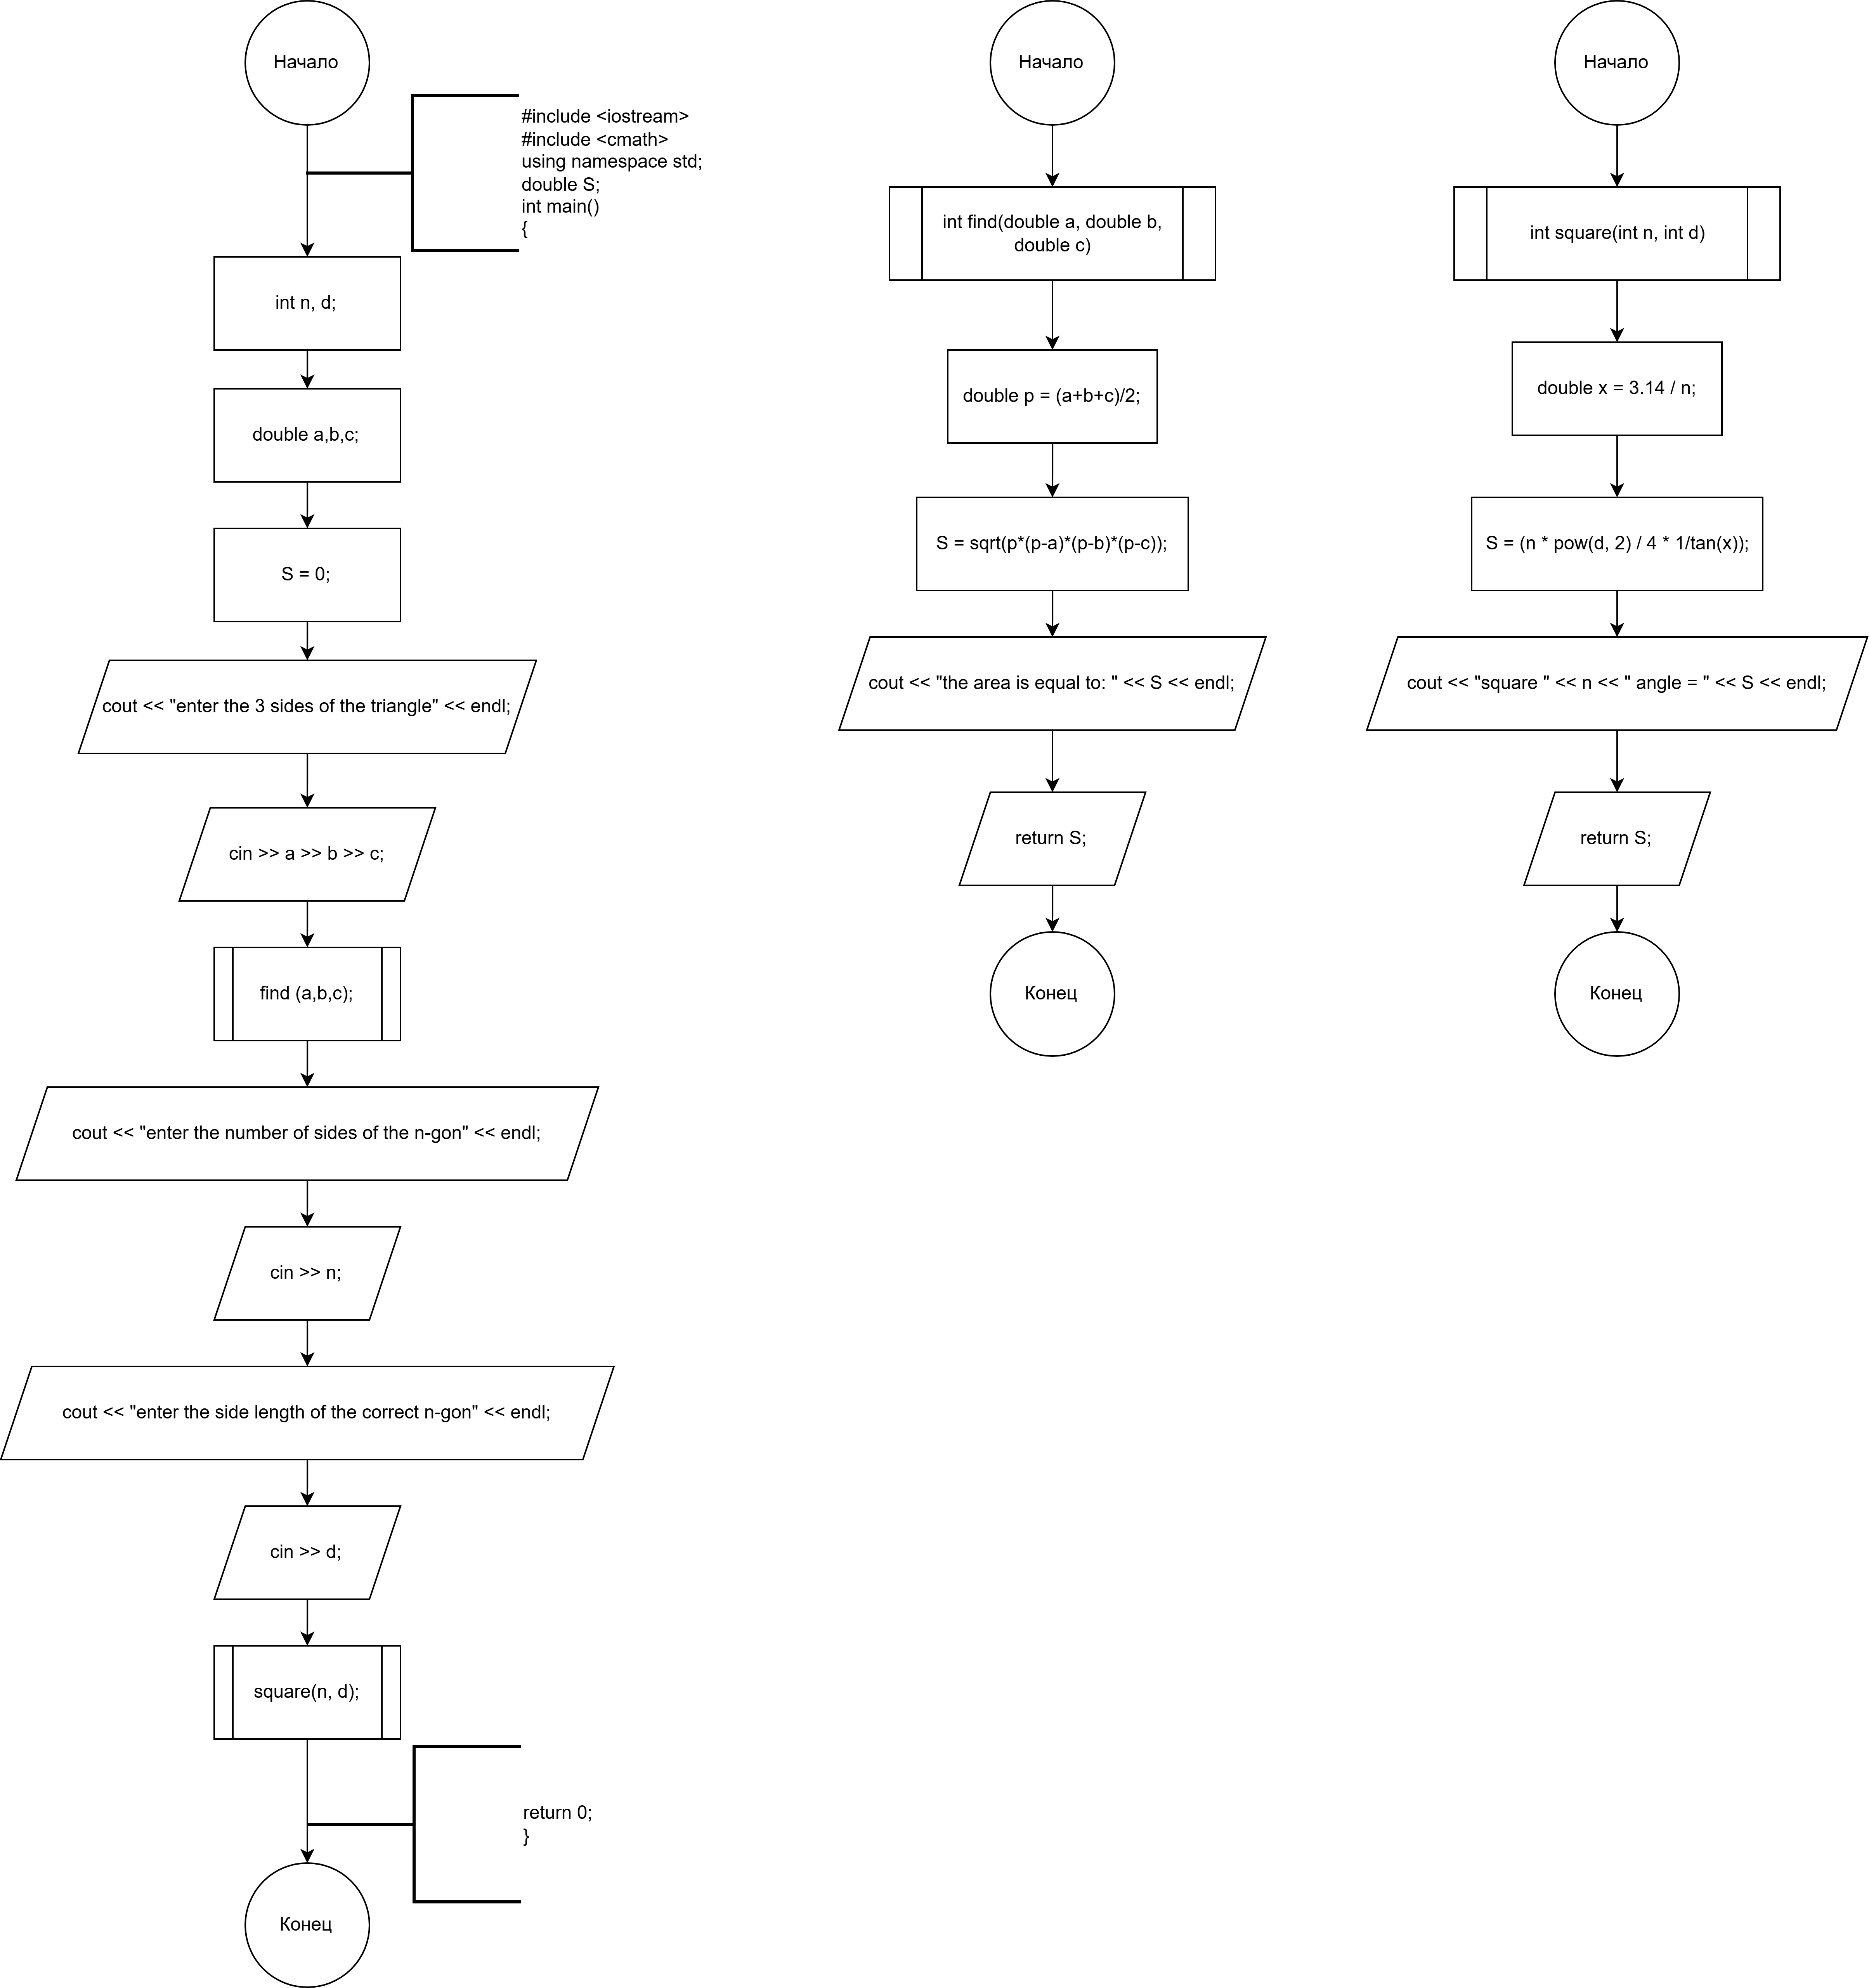 Начало
#include <iostream>
#include <cmath>
using namespace std;
double S;
int main()
{
int n, d;
double a,b,c;
S = 0;
cout << "enter the 3 sides of the triangle" << endl;
cin >> a >> b >> c;
find (a,b,c);
cout << "enter the number of sides of the n-gon" << endl;
cin >> n;
cout << "enter the side length of the correct n-gon" << endl;
cin >> d;
square(n, d);
return 0;
}
Конец
Начало
int find(double a, double b,
double c)
double p = (a+b+c)/2;
S = sqrt(p*(p-a)*(p-b)*(p-c));
cout << "the area is equal to: " << S << endl;
return S;
Конец
Начало
int square(int n, int d)
double x = 3.14 / n;
S = (n * pow(d, 2) / 4 * 1/tan(x));
cout << "square " << n << " angle = " << S << endl;
return S;
Конец